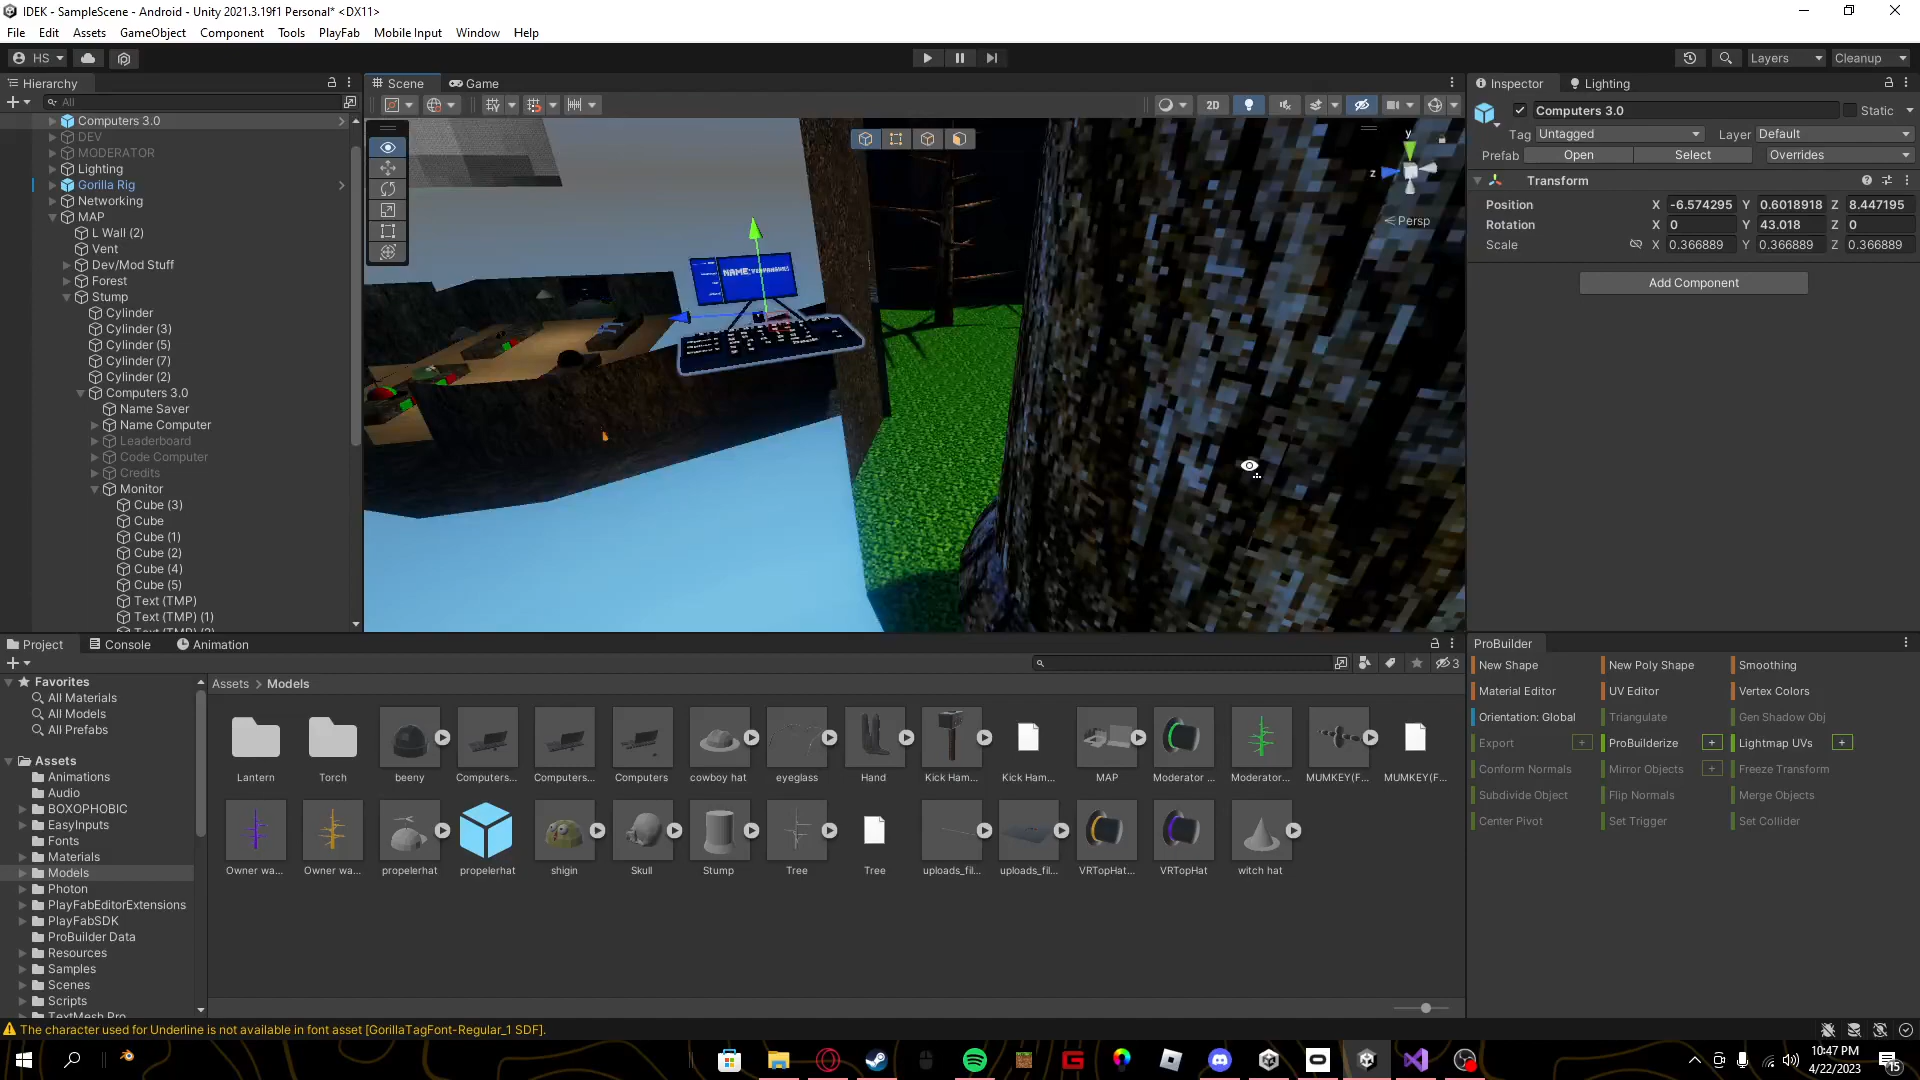 IDEK - SampleScene - Android - Unity 2021.3.19f1 Personal* <DX11>
File Edit Assets GameObject Component Tools PlayFab Mobile Input Window Help
HS
Layers Cleanup
Hierarchy
All
Computers 3.0
DEV
MODERATOR
Lighting
Gorilla Rig
Networking
MAP
L Wall (2)
Vent
Dev/Mod Stuff
Forest
Stump
Cylinder
Cylinder (3)
Cylinder (5)
Cylinder (7)
Cylinder (2)
Computers 3.0
Name Saver
Name Computer
Leaderboard
Code Computer
Credits
Monitor
Cube (3)
Cube
Cube (1)
Cube (2)
Cube (4)
Cube (5)
Text (TMP)
Text (TMP) (1)
Scene Game
2D
y
z
Persp
NAME:
Inspector Lighting
Computers 3.0 Static
Tag Untagged Layer Default
Prefab Open Select Overrides
Transform
Position X -6.574295 Y 0.6018918 Z 8.447195
Rotation X 0 Y 43.018 Z 0
Scale X 0.366889 Y 0.366889 Z 0.366889
Add Component
Project Console Animation
3
Favorites
All Materials
All Models
All Prefabs
Assets
Animations
Audio
BOXOPHOBIC
EasyInputs
Fonts
Materials
Models
Photon
PlayFabEditorExtensions
PlayFabSDK
ProBuilder Data
Resources
Samples
Scenes
Scripts
TextMesh Pro
Assets > Models
Lantern Torch beeny Computers... Computers... Computers cowboy hat eyeglass Hand Kick Ham... Kick Ham... MAP Moderator ... Moderator... MUMKEY(F... MUMKEY(F...
Owner wa... Owner wa... propelerhat propelerhat shigin Skull Stump Tree Tree uploads_fil... uploads_fil... VRTopHat... VRTopHat witch hat
ProBuilder
New Shape New Poly Shape Smoothing
Material Editor UV Editor Vertex Colors
Orientation: Global Triangulate Gen Shadow Obj
Export ProBuilderize Lightmap UVs
Conform Normals Mirror Objects Freeze Transform
Subdivide Object Flip Normals Merge Objects
Center Pivot Set Trigger Set Collider
The character used for Underline is not available in font asset [GorillaTagFont-Regular_1 SDF].
10:47 PM
4/22/2023
15